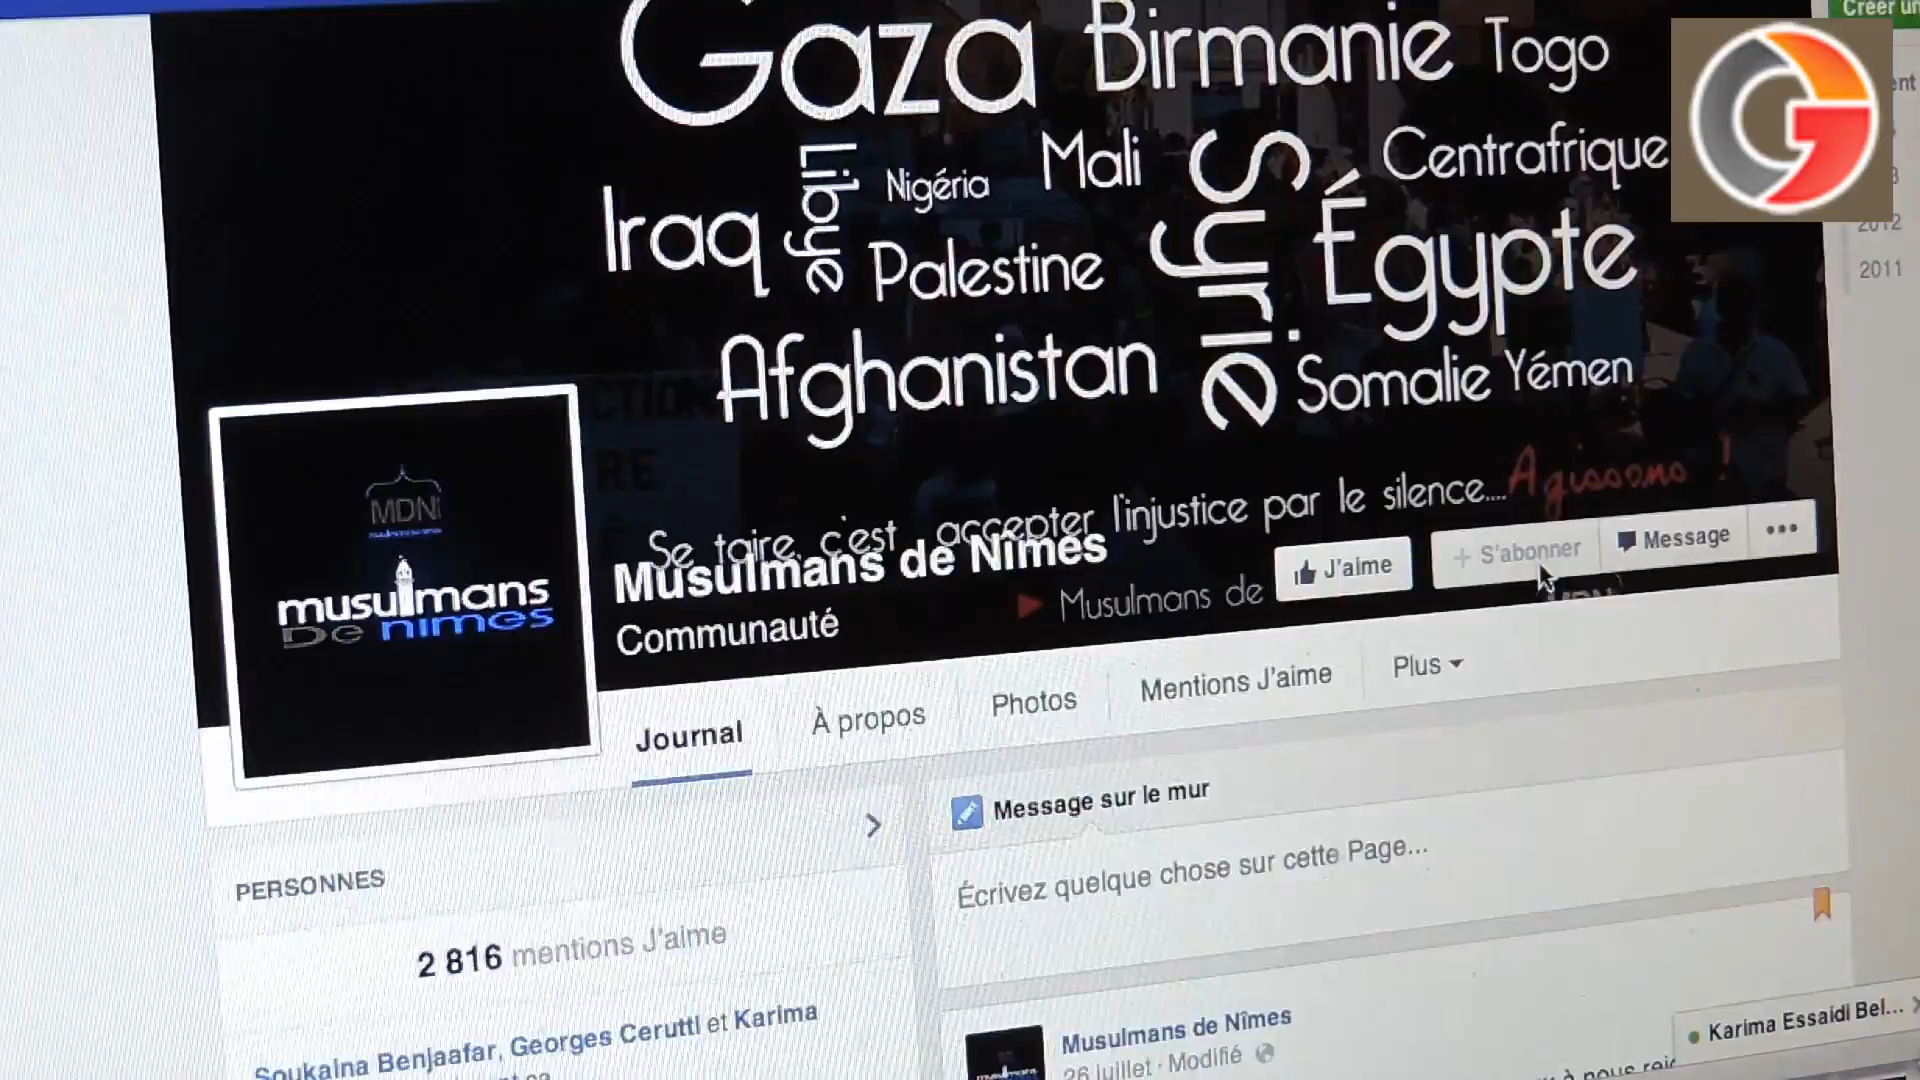 Créer un
Gaza Birmanie Togo
Mali Centrafrique
Libye Nigéria
Iraq Palestine Syrie Égypte
Afghanistan Somalie Yémen
2012
2011
Se taire, c'est accepter l'injustice par le silence.... Agissons !
MDN
musulmans
De nimes
Musulmans de Nîmes
Communauté
Musulmans de
J'aime
+ S'abonner
Message
Journal
À propos
Photos
Mentions J'aime
Plus
PERSONNES
2 816 mentions J'aime
Soukaina Benjaafar, Georges Cerutti et Karima
Message sur le mur
Écrivez quelque chose sur cette Page...
Musulmans de Nîmes
26 juillet · Modifié
Karima Essaidi Bel...